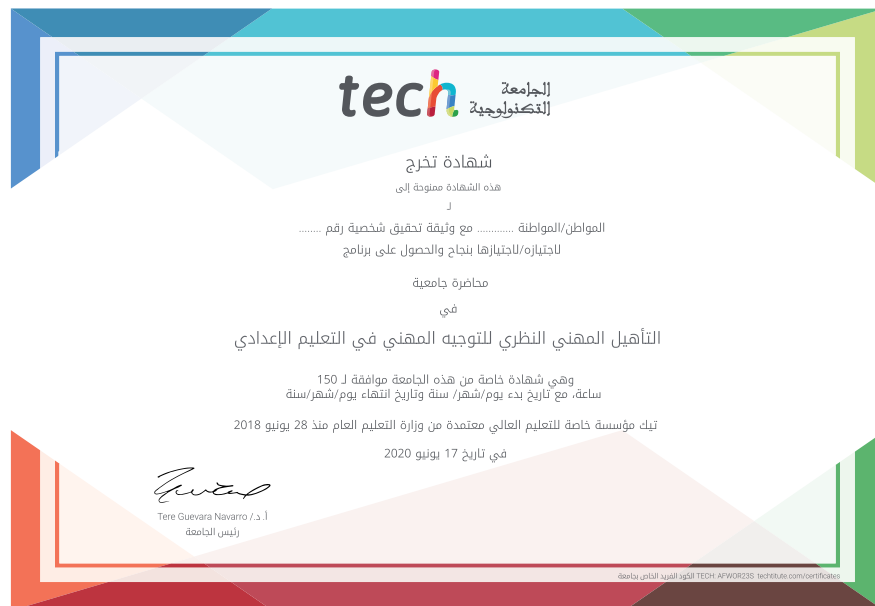 tech الجامعة
التكنولوجية
شهادة تخرج
هذه الشهادة ممنوحة إلى
لـ
المواطن/المواطنة ............ مع وثيقة تحقيق شخصية رقم ........
لاجتيازه/لاجتيازها بنجاح والحصول على برنامج
محاضرة جامعية
في
التأهيل المهني النظري للتوجيه المهني في التعليم الإعدادي
وهي شهادة خاصة من هذه الجامعة موافقة لـ 150
ساعة، مع تاريخ بدء يوم/شهر/ سنة وتاريخ انتهاء يوم/شهر/سنة
تيك مؤسسة خاصة للتعليم العالي معتمدة من وزارة التعليم العام منذ 28 يونيو 2018
في تاريخ 17 يونيو 2020
أ. د./ Tere Guevara Navarro
رئيس الجامعة
الكود الفريد الخاص بجامعة TECH: AFWOR23S techtitute.com/certificates